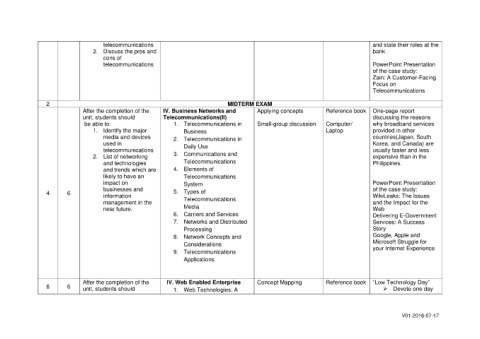 telecommunications
2. Discuss the pros and
cons of
telecommunications
and state their roles at the
bank.
PowerPoint Presentation
of the case study:
Zain: A Customer-Facing
Focus on
Telecommunications
2
MIDTERM EXAM
4
6
After the completion of the
unit, students should
be able to:
1. Identify the major
media and devices
used in
telecommunications
2. List of networking
and technologies
and trends which are
likely to have an
impact on
businesses and
information
management in the
near future.
IV. Business Networks and
Telecommunications(II)
1. Telecommunications in
Business
2. Telecommunications in
Daily Use
3. Communications and
Telecommunications
4. Elements of
Telecommunications
System
5. Types of
Telecommunications
Media
6. Carriers and Services
7. Networks and Distributed
Processing
8. Network Concepts and
Considerations
9. Telecommunications
Applications
Applying concepts
Small-group discussion
Reference book
Computer/
Laptop
One-page report
discussing the reasons
why broadband services
provided in other
countries(Japan, South
Korea, and Canada) are
usually faster and less
expensive than in the
Philippines.
PowerPoint Presentation
of the case study:
WikiLeaks: The Issues
and the Impact for the
Web
Delivering E-Government
Services: A Success
Story
Google, Apple and
Microsoft Struggle for
your Internet Experience
6
6
After the completion of the
unit, students should
IV. Web Enabled Enterprise
1. Web Technologies: A
Concept Mapping
Reference book
"Low Technology Day"
➢ Devote one day
V01-2018-07-17